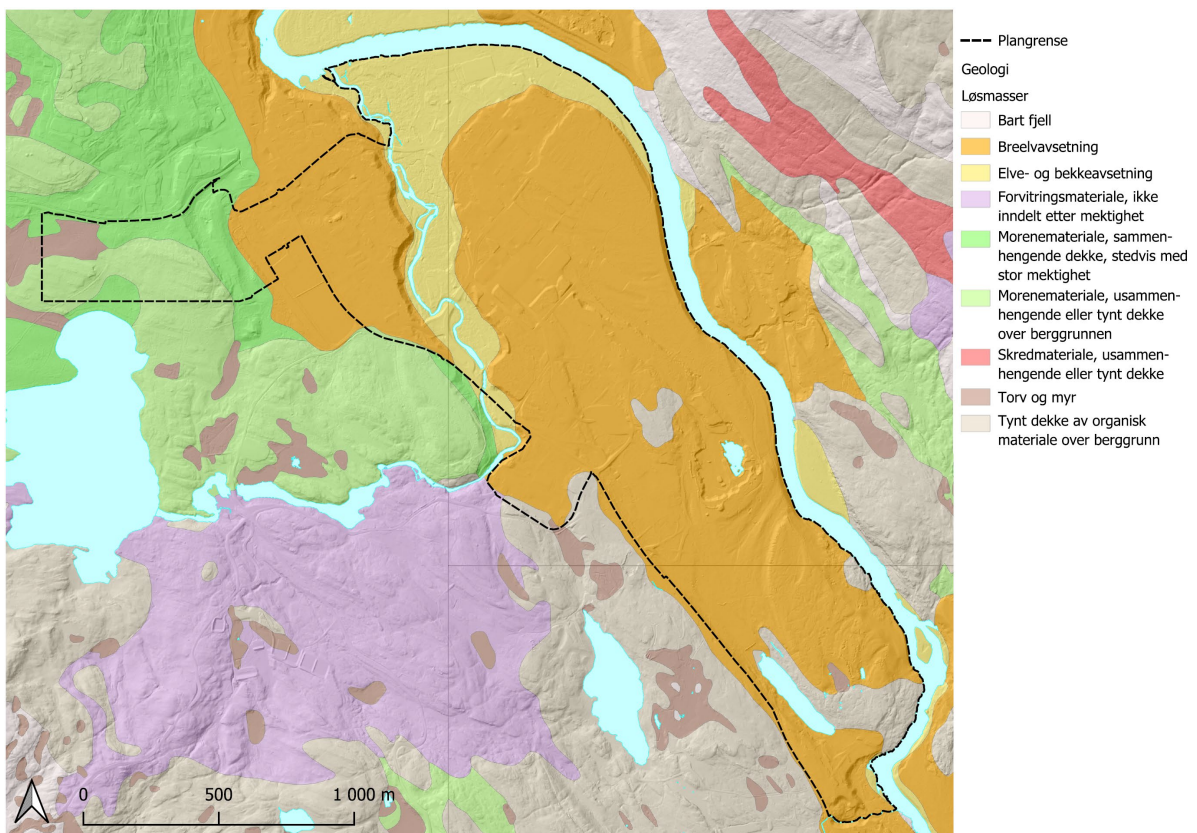 Plangrense
Geologi
Løsmasser
Bart fjell
Breelvavsetning
Elve- og bekkeavsetning
Forvitringsmateriale, ikke
inndelt etter mektighet
Morenemateriale, sammen-
hengende dekke, stedvis med
stor mektighet
Morenemateriale, usammen-
hengende eller tynt dekke
over berggrunnen
Skredmateriale, usammen-
hengende eller tynt dekke
Torv og myr
Tynt dekke av organisk
materiale over berggrunn
0 500 1 000 m